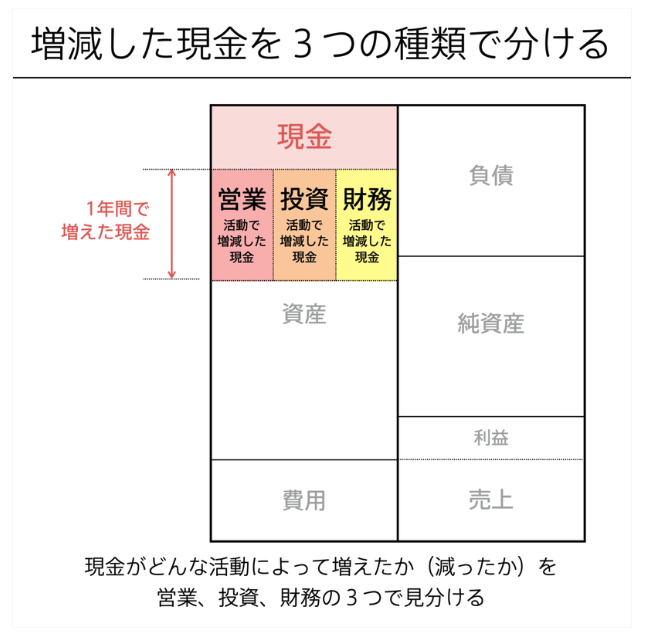 増減した現金を３つの種類で分ける
現金
負債
営業
活動で
増減した
現金
投資
活動で
増減した
現金
財務
活動で
増減した
現金
1年間で
増えた現金
資産
純資産
利益
費用
売上
現金がどんな活動によって増えたか（減ったか）を
営業、投資、財務の３つで見分ける